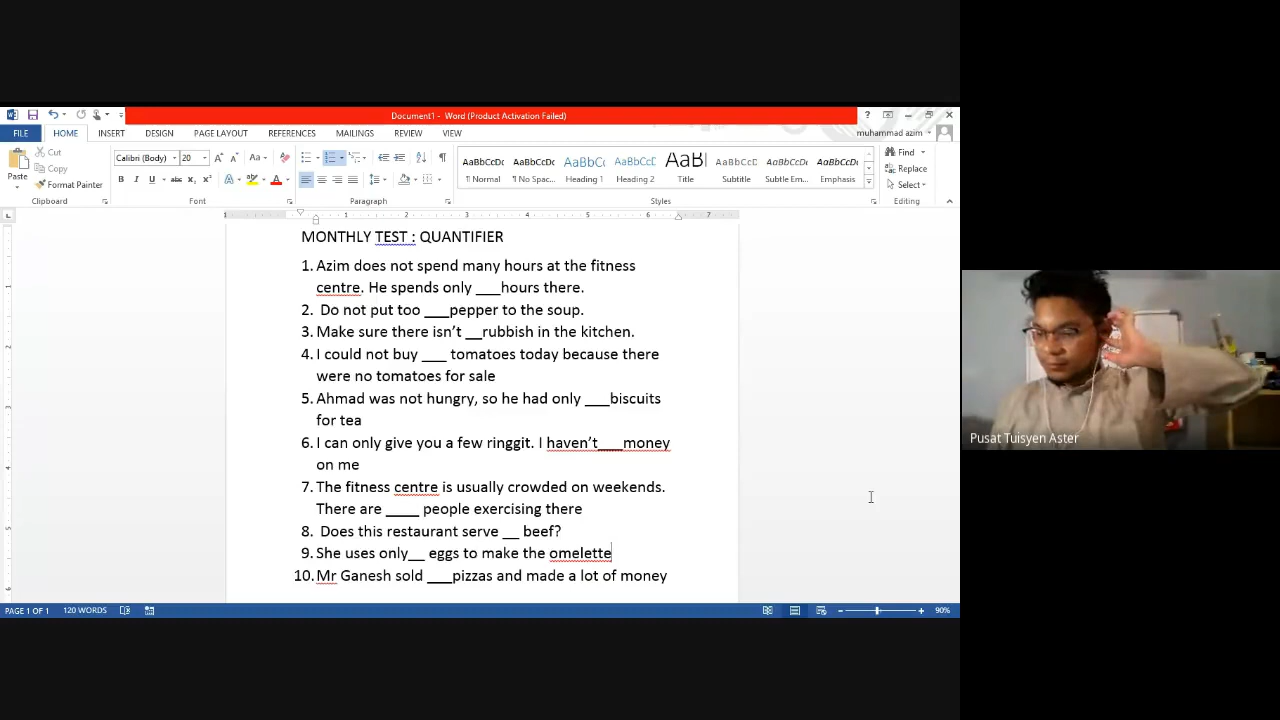 Document1 - Word (Product Activation Failed)
FILE HOME INSERT DESIGN PAGE LAYOUT REFERENCES MAILINGS REVIEW VIEW muhammad azim
Paste
Cut
Copy
Format Painter
Clipboard
Calibri (Body) 20
Font
Paragraph
AaBbCcDc AaBbCcDc AaBbCc AaBbCcD AaB AaBbCcD AaBbCcDc AaBbCcDc
¶ Normal ¶ No Spac... Heading 1 Heading 2 Title Subtitle Subtle Em... Emphasis
Styles
Find
Replace
Select
Editing
MONTHLY TEST : QUANTIFIER
1. Azim does not spend many hours at the fitness
centre. He spends only ___hours there.
2. Do not put too ___pepper to the soup.
3. Make sure there isn't __rubbish in the kitchen.
4. I could not buy ___ tomatoes today because there
were no tomatoes for sale
5. Ahmad was not hungry, so he had only ___biscuits
for tea
6. I can only give you a few ringgit. I haven't___money
on me
7. The fitness centre is usually crowded on weekends.
There are ____ people exercising there
8. Does this restaurant serve __ beef?
9. She uses only__ eggs to make the omelette
10. Mr Ganesh sold ___pizzas and made a lot of money
PAGE 1 OF 1 120 WORDS 90%
Pusat Tuisyen Aster